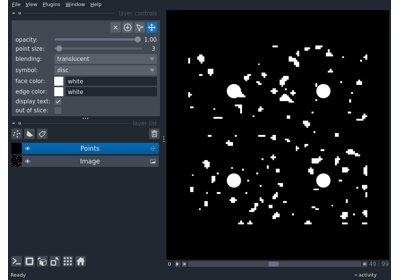 File View Plugins Window Help
layer controls
opacity: 1.00
point size: 3
blending: translucent
symbol: disc
face color: white
edge color: white
display text:
out of slice:
layer list
Points
Image
Ready
49 99
activity